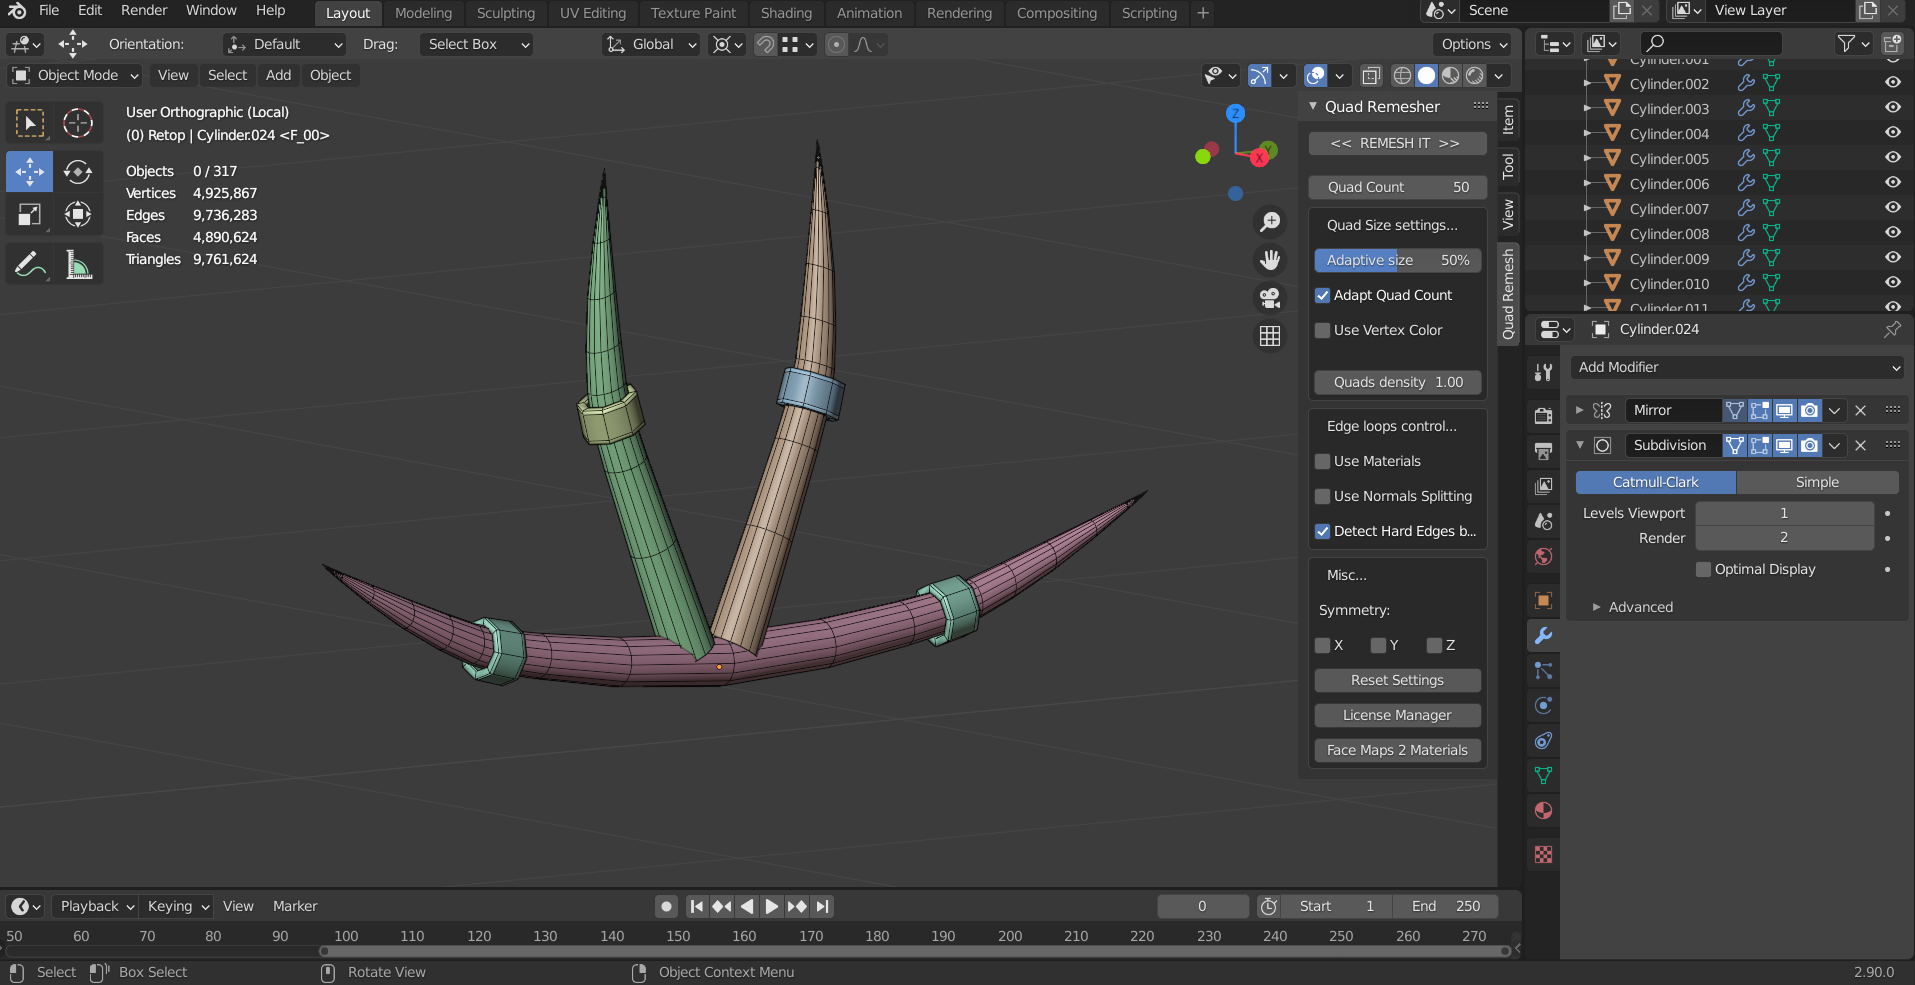 File Edit Render Window Help Layout Modeling Sculpting UV Editing Texture Paint Shading Animation Rendering Compositing Scripting + Scene View Layer
Orientation: Default Drag: Select Box Global Options
Object Mode View Select Add Object
User Orthographic (Local)
(0) Retop | Cylinder.024 <F_00>
Objects 0 / 317
Vertices 4,925,867
Edges 9,736,283
Faces 4,890,624
Triangles 9,761,624
Z
X
Y
Quad Remesher
<< REMESH IT >>
Quad Count 50
Quad Size settings...
Adaptive size 50%
Adapt Quad Count
Use Vertex Color
Quads density 1.00
Edge loops control...
Use Materials
Use Normals Splitting
Detect Hard Edges b...
Misc...
Symmetry:
X Y Z
Reset Settings
License Manager
Face Maps 2 Materials
Item
Tool
View
Quad Remesh
Cylinder.001
Cylinder.002
Cylinder.003
Cylinder.004
Cylinder.005
Cylinder.006
Cylinder.007
Cylinder.008
Cylinder.009
Cylinder.010
Cylinder.011
Cylinder.024
Add Modifier
Mirror
Subdivision
Catmull-Clark Simple
Levels Viewport 1
Render 2
Optimal Display
Advanced
Playback Keying View Marker 0 Start 1 End 250
50 60 70 80 90 100 110 120 130 140 150 160 170 180 190 200 210 220 230 240 250 260 270
Select Box Select Rotate View Object Context Menu 2.90.0